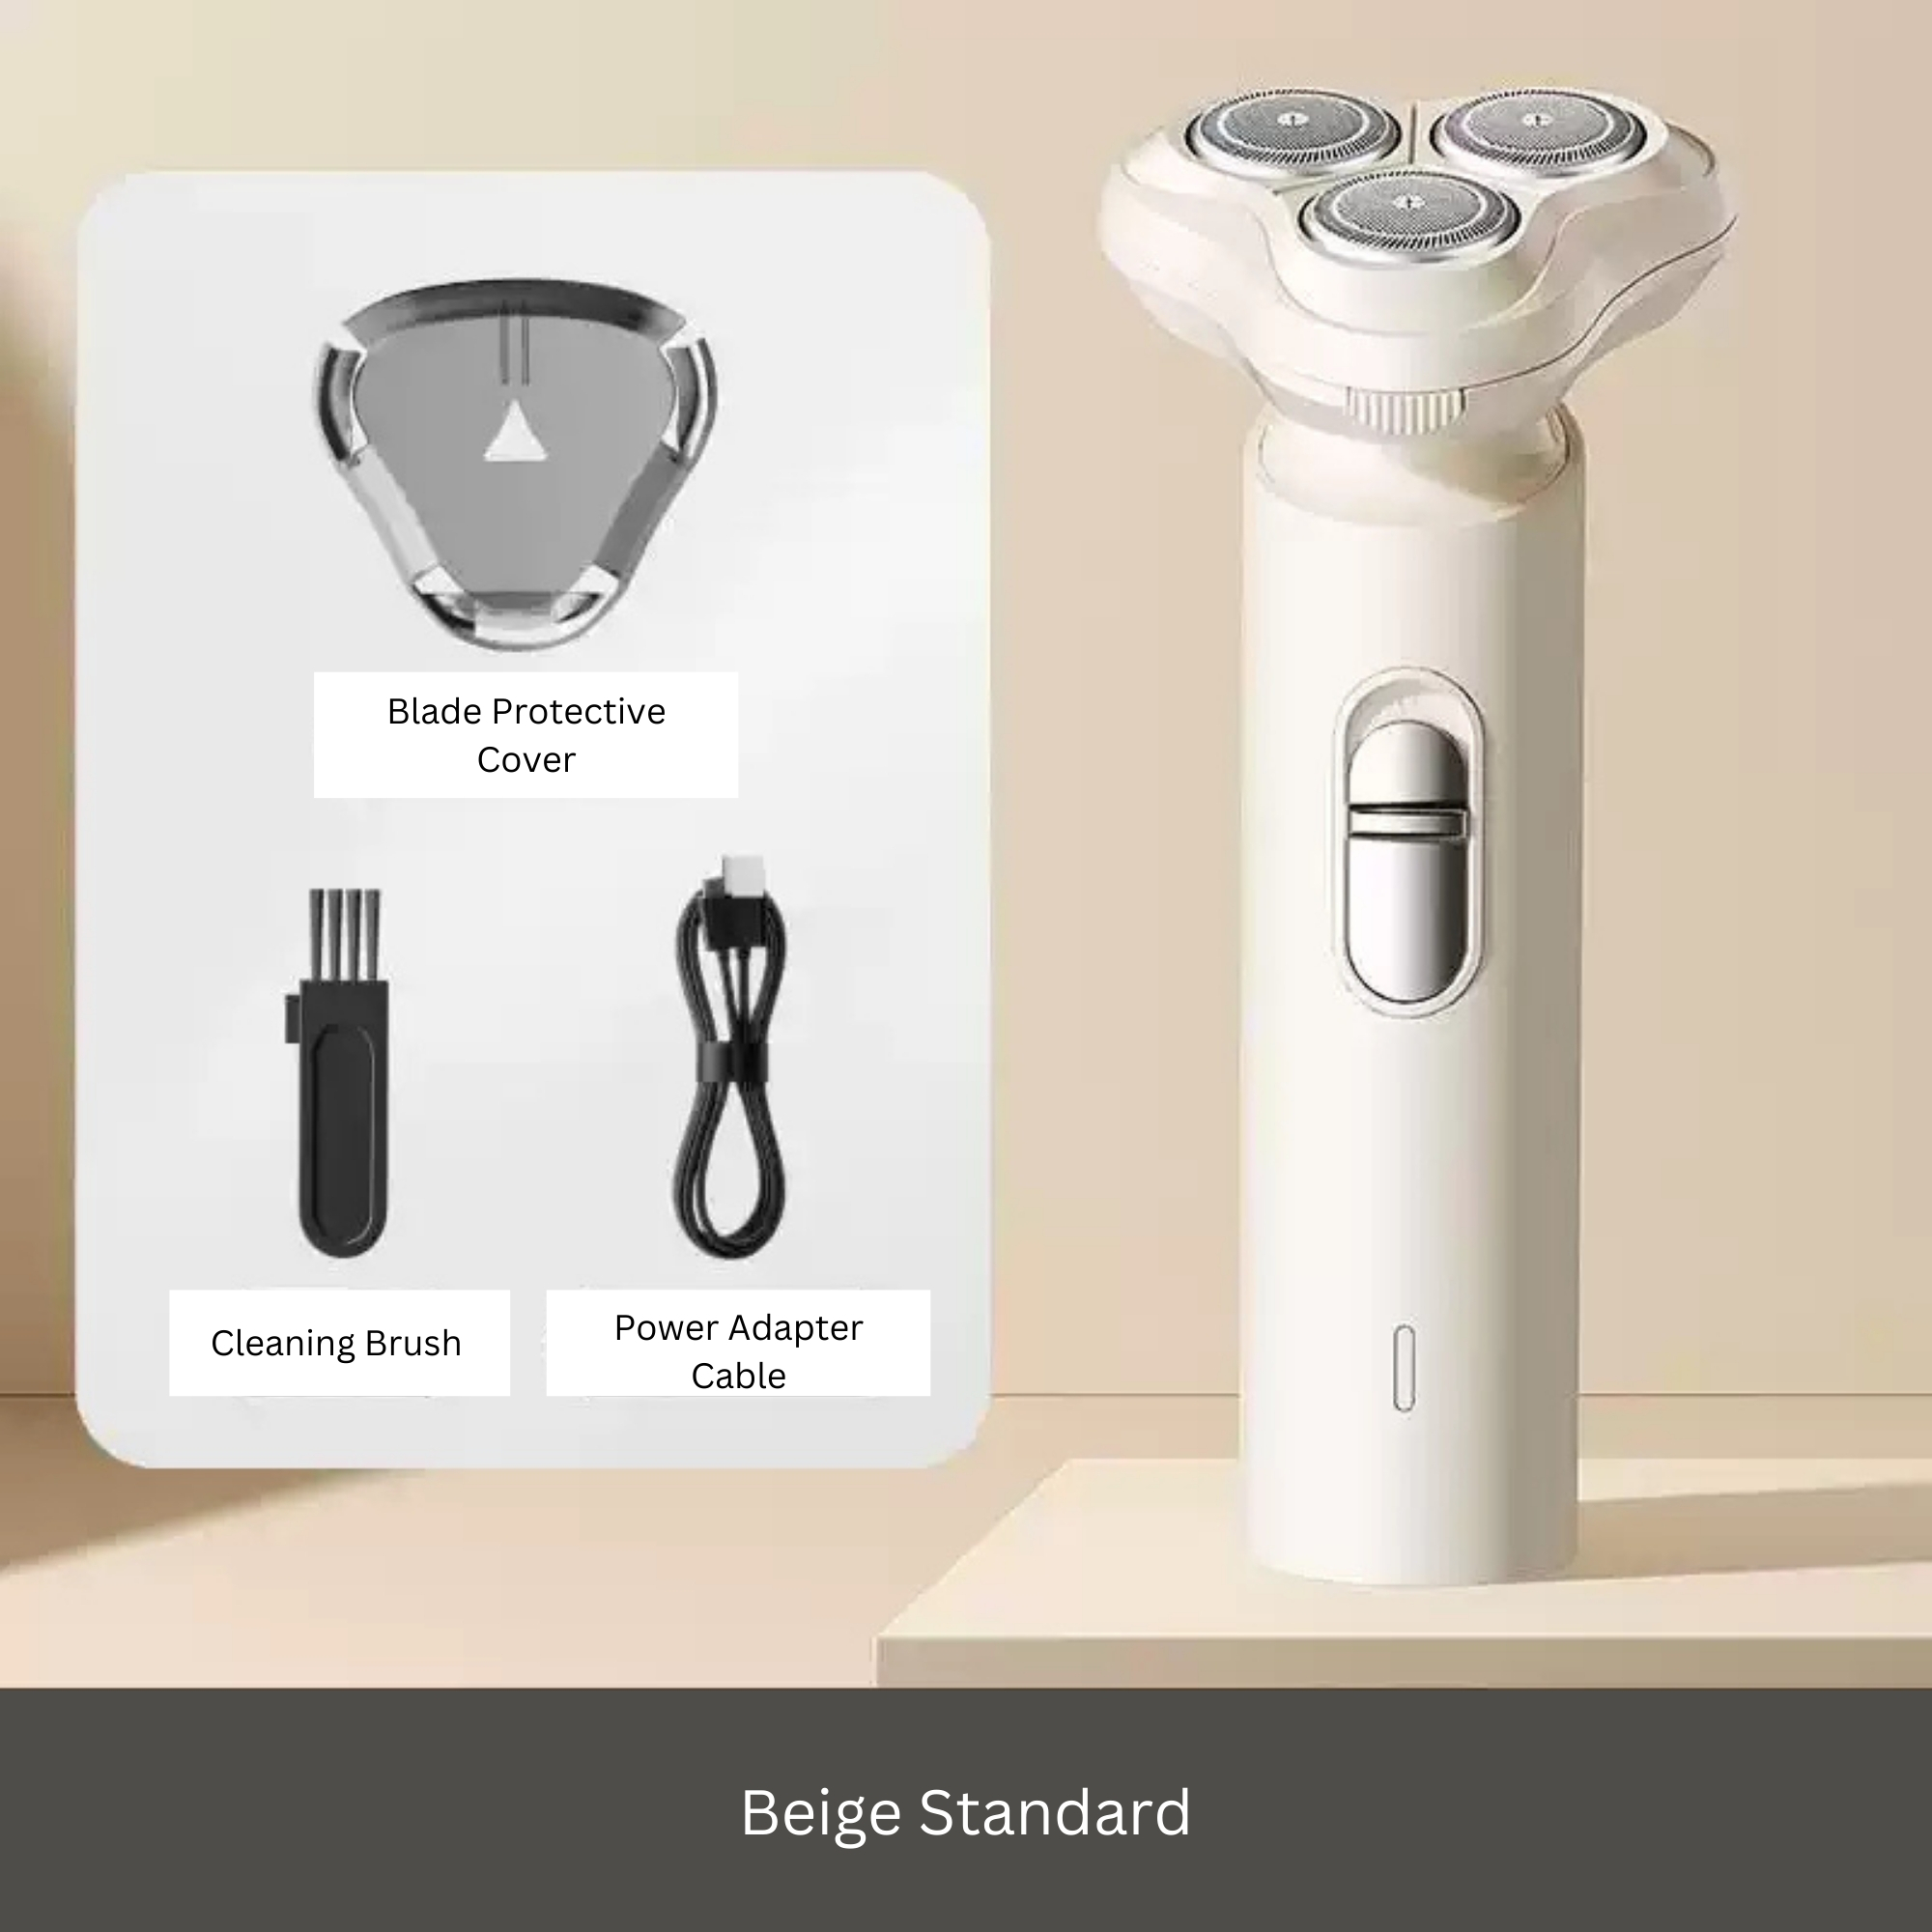 Blade Protective
Cover
Cleaning Brush
Power Adapter
Cable
Beige Standard